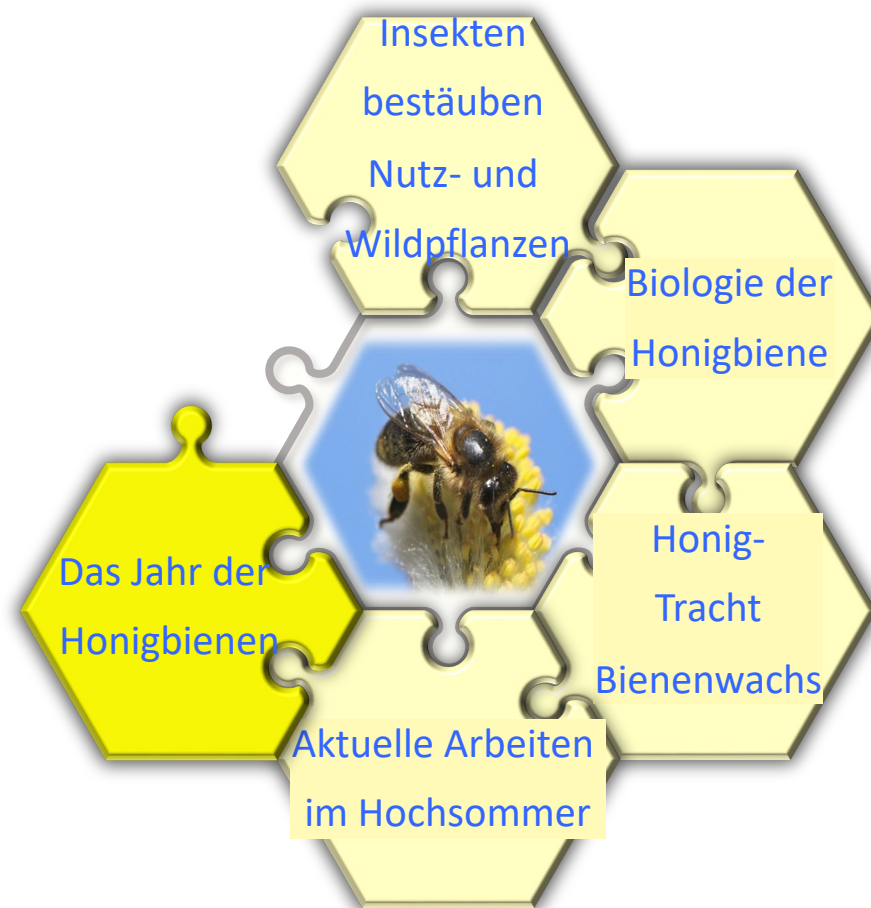 Insekten
bestäuben
Nutz- und
Wildpflanzen
Biologie der
Honigbiene
Honig-
Tracht
Bienenwachs
Aktuelle Arbeiten
im Hochsommer
Das Jahr der
Honigbienen